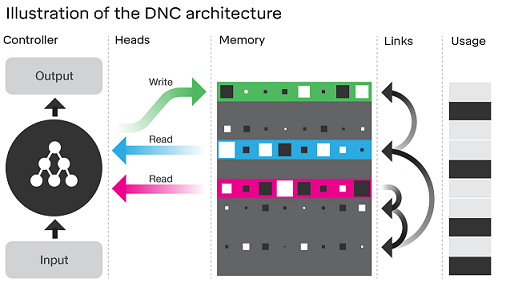 Illustration of the DNC architecture
Controller
Heads
Memory
Links
Usage
Output
Write
Read
Read
Input